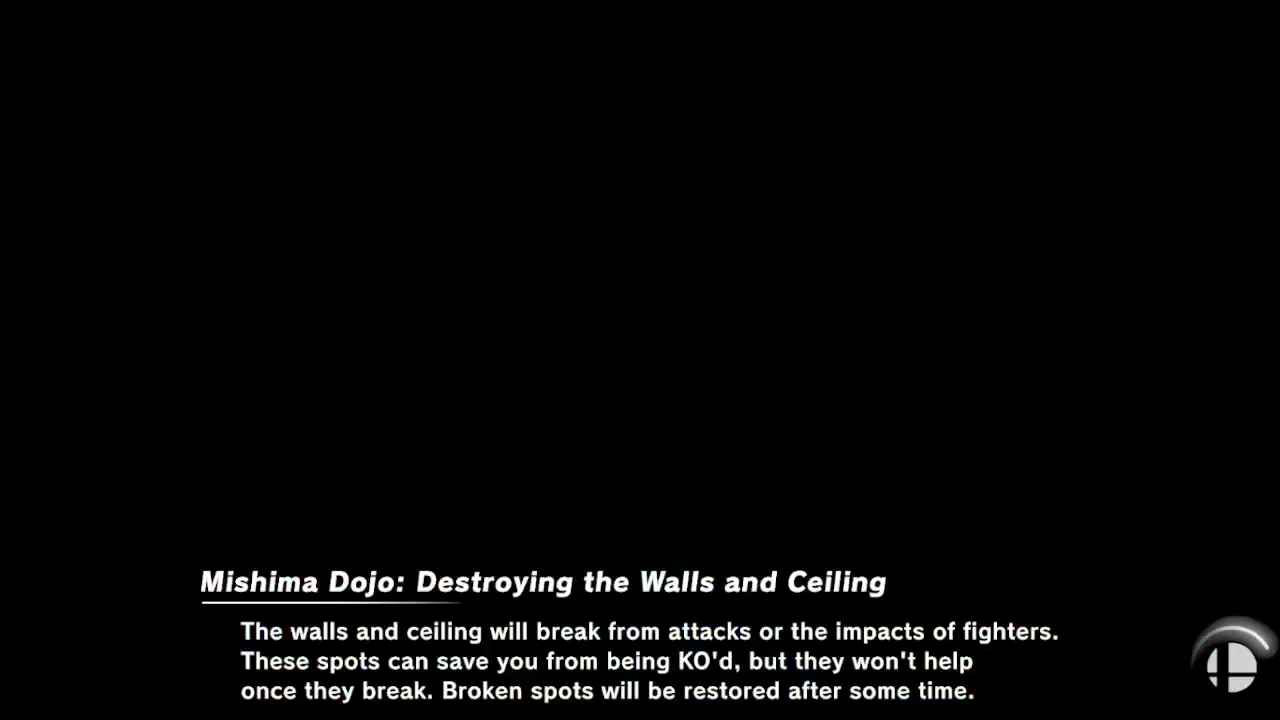 Mishima Dojo: Destroying the Walls and Ceiling
The walls and ceiling will break from attacks or the impacts of fighters.
These spots can save you from being KO'd, but they won't help
once they break. Broken spots will be restored after some time.